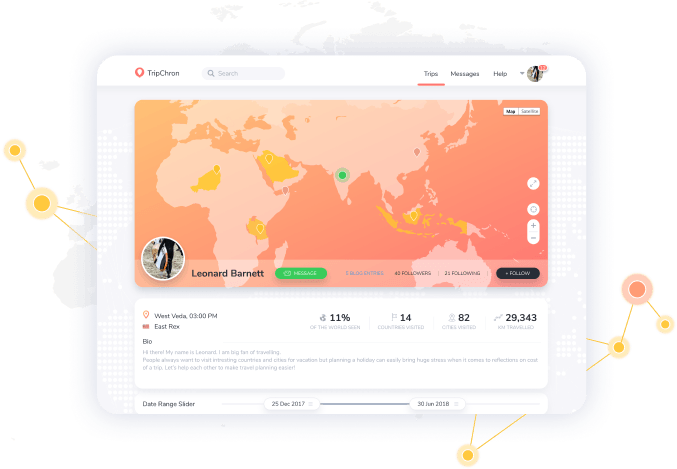 TripChron
Search
Trips
Messages
Help
Map
Satellite
Leonard Barnett
MESSAGE
5 BLOG ENTRIES
40 FOLLOWERS
21 FOLLOWING
+ FOLLOW
West Veda, 03:00 PM
East Rex
11%
OF THE WORLD SEEN
14
COUNTRIES VISITED
82
CITIES VISITED
29,343
KM TRAVELLED
Bio
Hi there! My name is Leonard. I am big fan of travelling.
People always want to visit intresting countries and cities for vacation but planning a holiday can easily bring huge stress when it comes to reflections on cost
of a trip. Let's help each other to make travel planning easier!
Date Range Slider
25 Dec 2017
30 Jun 2018